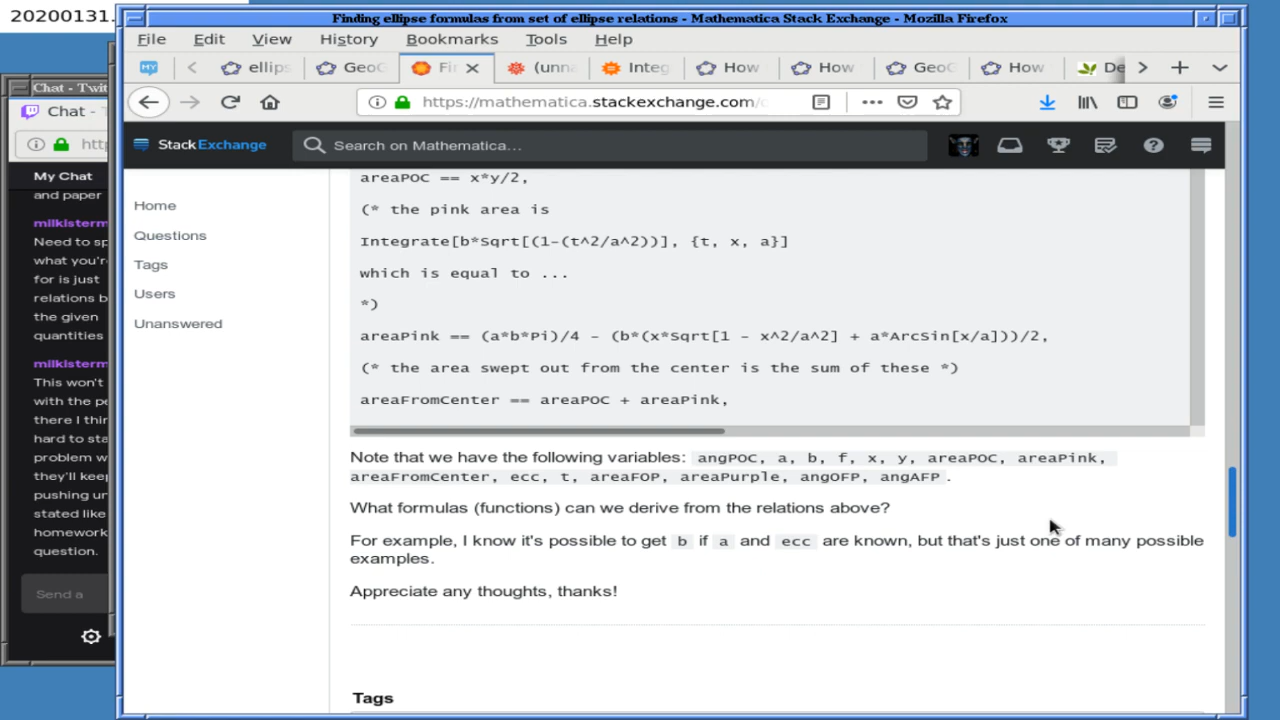 20200131.
Finding ellipse formulas from set of ellipse relations - Mathematica Stack Exchange - Mozilla Firefox
File Edit View History Bookmarks Tools Help
ellips GeoG Fi (unna Integ How How GeoG How De
https://mathematica.stackexchange.com/
StackExchange Search on Mathematica…
Home
Questions
Tags
Users
Unanswered
areaPOC == x*y/2,
(* the pink area is
Integrate[b*Sqrt[(1-(t^2/a^2))], {t, x, a}]
which is equal to ...
*)
areaPink == (a*b*Pi)/4 - (b*(x*Sqrt[1 - x^2/a^2] + a*ArcSin[x/a]))/2,
(* the area swept out from the center is the sum of these *)
areaFromCenter == areaPOC + areaPink,
Note that we have the following variables: angPOC, a, b, f, x, y, areaPOC, areaPink,
areaFromCenter, ecc, t, areaFOP, areaPurple, angOFP, angAFP.
What formulas (functions) can we derive from the relations above?
For example, I know it's possible to get b if a and ecc are known, but that's just one of many possible
examples.
Appreciate any thoughts, thanks!
Tags
Chat - Twit
Chat -
htt
My Chat
and paper
milkisterm
Need to sp
what you'r
for is just
relations b
the given
quantities
milkisterm
This won't
with the pe
there I thin
hard to sta
problem w
they'll kee
pushing un
stated like
homework
question.
Send a